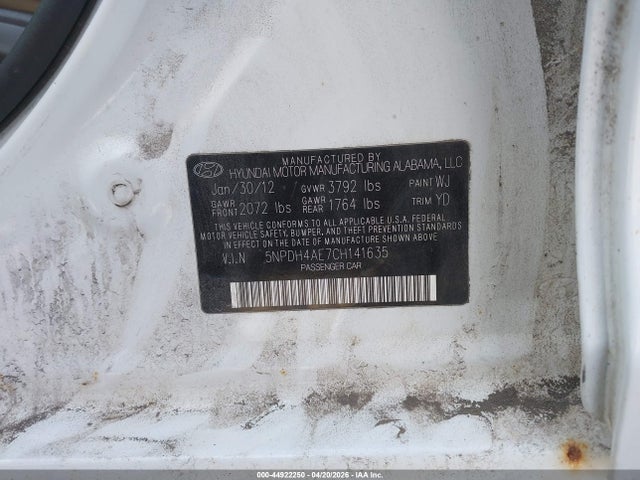 MANUFACTURED BY
HYUNDAI MOTOR MANUFACTURING ALABAMA, LLC
Jan/30/12 GVWR 3792 lbs PAINT WJ
GAWR FRONT 2072 lbs GAWR REAR 1764 lbs TRIM YD
THIS VEHICLE CONFORMS TO ALL APPLICABLE U.S.A. FEDERAL
MOTOR VEHICLE SAFETY, BUMPER, AND THEFT PREVENTION STANDARDS
IN EFFECT ON THE DATE OF MANUFACTURE SHOWN ABOVE.
V.I.N 5NPDH4AE7CH141635
PASSENGER CAR
000-44922250 - 04/20/2026 - IAAI.com